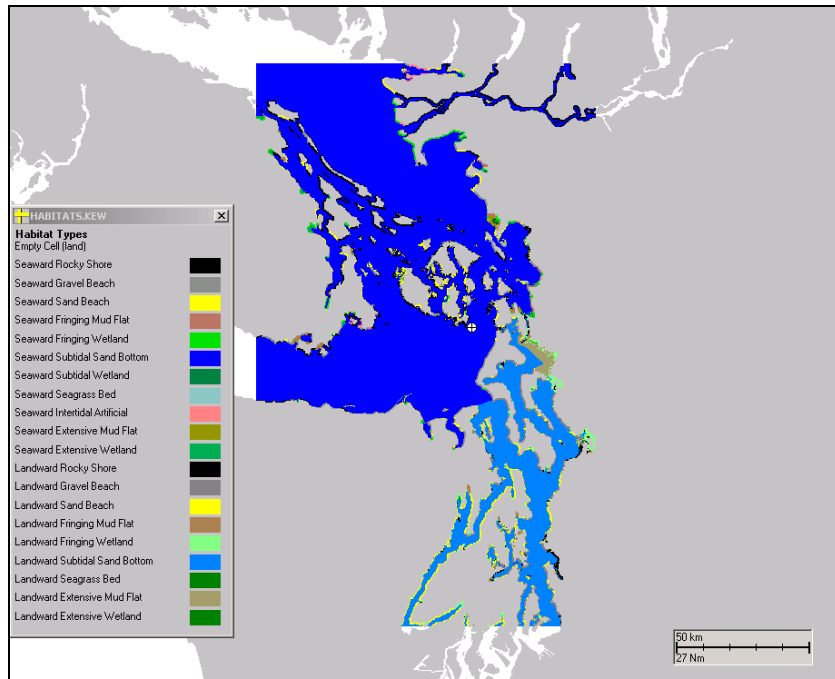 HABITATS.KEW
Habitat Types
Empty Cell (land)
Seaward Rocky Shore
Seaward Gravel Beach
Seaward Sand Beach
Seaward Fringing Mud Flat
Seaward Fringing Wetland
Seaward Subtidal Sand Bottom
Seaward Subtidal Wetland
Seaward Seagrass Bed
Seaward Intertidal Artificial
Seaward Extensive Mud Flat
Seaward Extensive Wetland
Landward Rocky Shore
Landward Gravel Beach
Landward Sand Beach
Landward Fringing Mud Flat
Landward Fringing Wetland
Landward Subtidal Sand Bottom
Landward Seagrass Bed
Landward Extensive Mud Flat
Landward Extensive Wetland
50 km
27 Nm